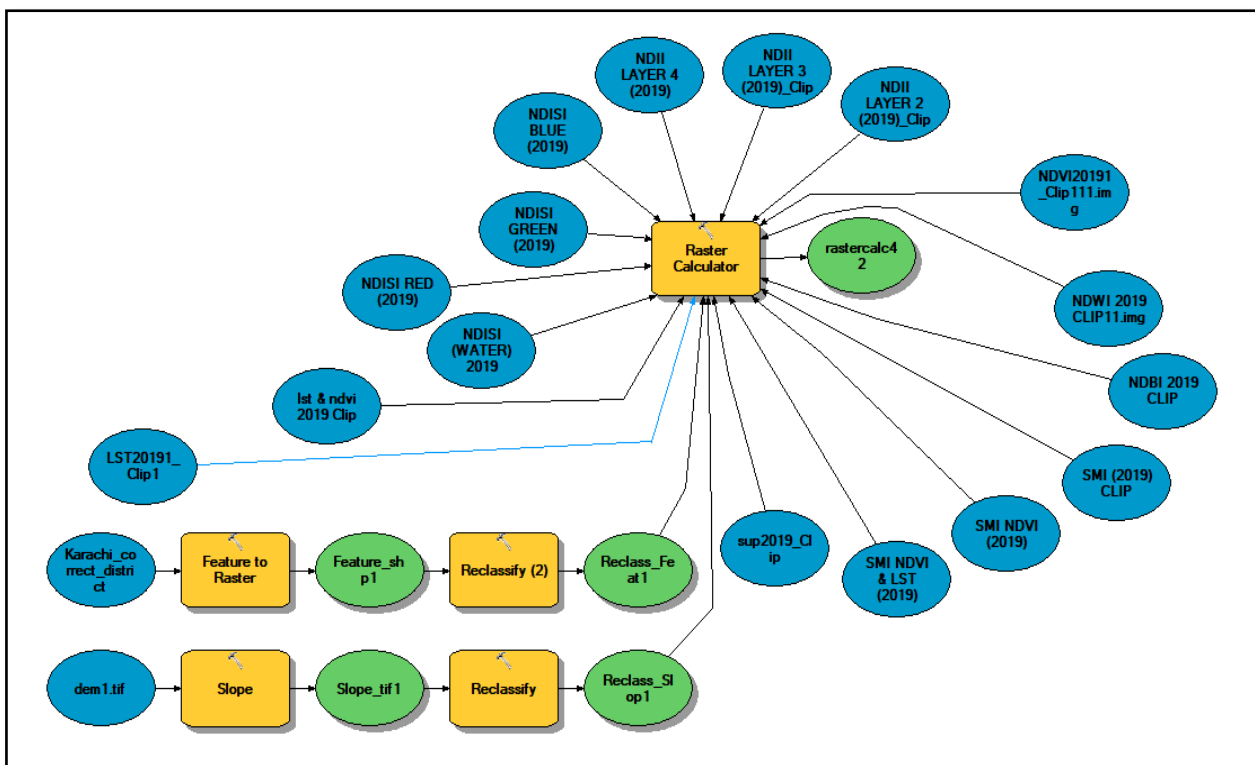 NDII
LAYER 4
(2019)
NDII
LAYER 3
(2019)_Clip
NDII
LAYER 2
(2019)_Clip
NDISI
BLUE
(2019)
NDVI20191
_Clip111.im
g
NDISI
GREEN
(2019)
Raster
Calculator
rastercalc4
2
NDISI RED
(2019)
NDWI 2019
CLIP11.img
NDISI
(WATER)
2019
NDBI 2019
CLIP
lst & ndvi
2019 Clip
LST20191_
Clip1
SMI (2019)
CLIP
SMI NDVI
(2019)
sup2019_Cl
ip
SMI NDVI
& LST
(2019)
Karachi_co
rrect_distri
ct
Feature to
Raster
Feature_sh
p1
Reclassify (2)
Reclass_Fe
at1
dem1.tif
Slope
Slope_tif1
Reclassify
Reclass_Sl
op1